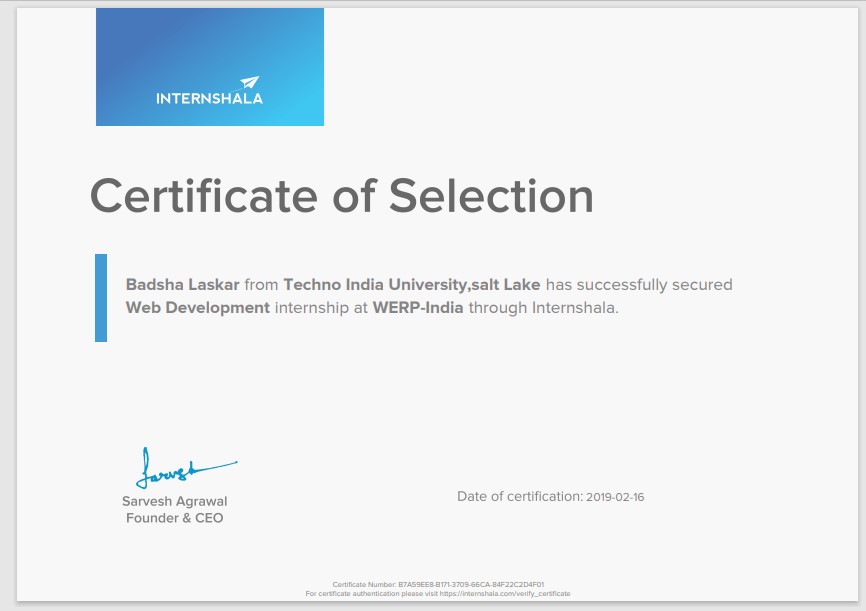 INTERNSHALA
Certificate of Selection
Badsha Laskar from Techno India University,salt Lake has successfully secured
Web Development internship at WERP-India through Internshala.
Sarvesh Agrawal
Founder & CEO
Date of certification: 2019-02-16
Certificate Number: B7A59EE8-B171-3709-66CA-84F22C2D4F01
For certificate authentication please visit https://internshala.com/verify_certificate